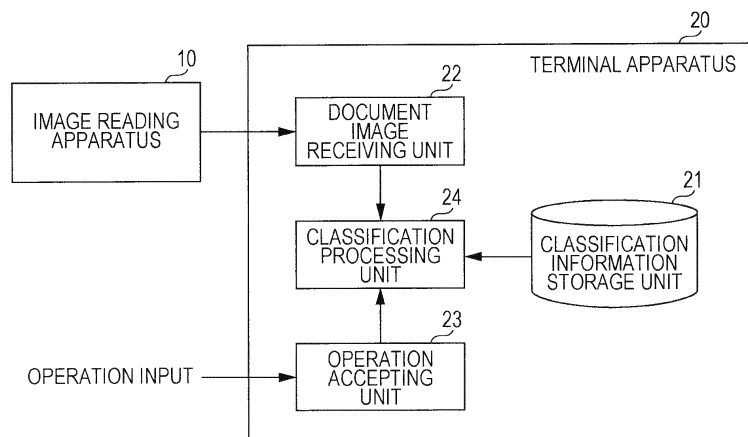 20
TERMINAL APPARATUS
10
IMAGE READING
APPARATUS
22
DOCUMENT
IMAGE
RECEIVING UNIT
21
CLASSIFICATION
INFORMATION
STORAGE UNIT
24
CLASSIFICATION
PROCESSING
UNIT
23
OPERATION
ACCEPTING
UNIT
OPERATION INPUT